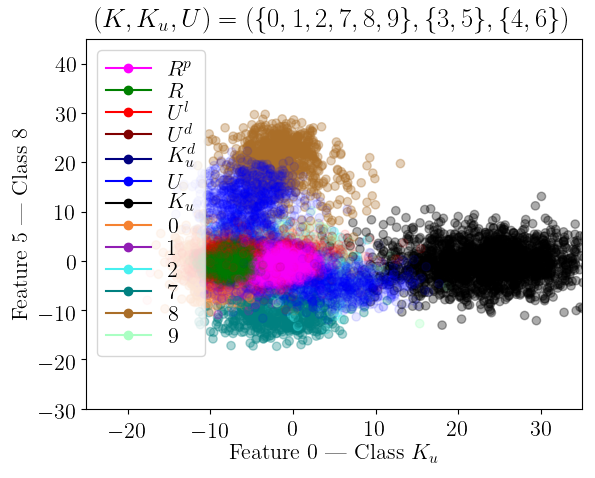 (K, K_u, U) = ({0, 1, 2, 7, 8, 9}, {3, 5}, {4, 6})
40
30
20
10
0
−10
−20
−30
Feature 5 — Class 8
R^p
R
U^l
U^d
K_u^d
U
K_u
0
1
2
7
8
9
−20 −10 0 10 20 30
Feature 0 — Class K_u